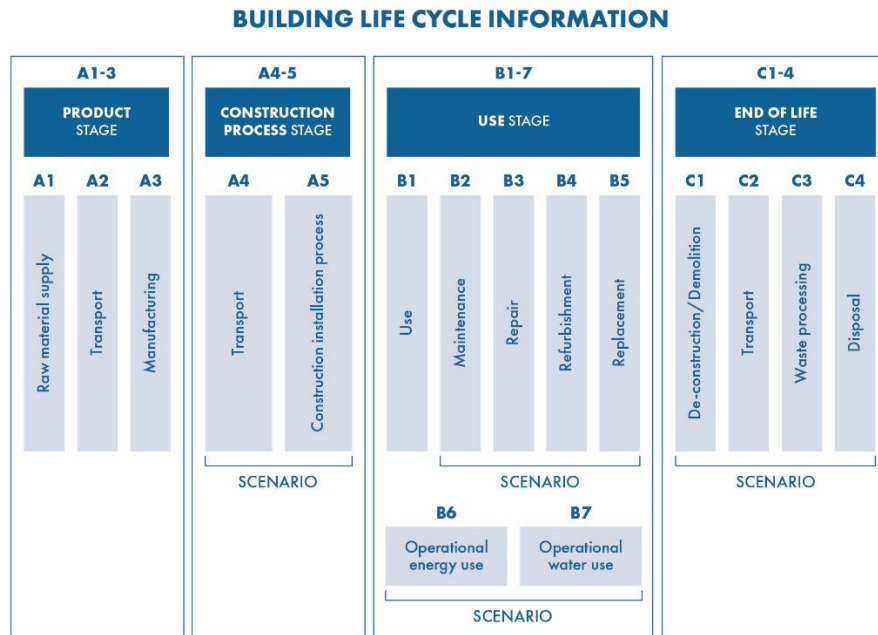 BUILDING LIFE CYCLE INFORMATION
A1-3
PRODUCT
STAGE
A1
A2
A3
Raw material supply
Transport
Manufacturing
A4-5
CONSTRUCTION
PROCESS STAGE
A4
A5
Transport
Construction installation process
SCENARIO
B1-7
USE STAGE
B1
B2
B3
B4
B5
Use
Maintenance
Repair
Refurbishment
Replacement
SCENARIO
B6
B7
Operational
energy use
Operational
water use
SCENARIO
C1-4
END OF LIFE
STAGE
C1
C2
C3
C4
De-construction/Demolition
Transport
Waste processing
Disposal
SCENARIO